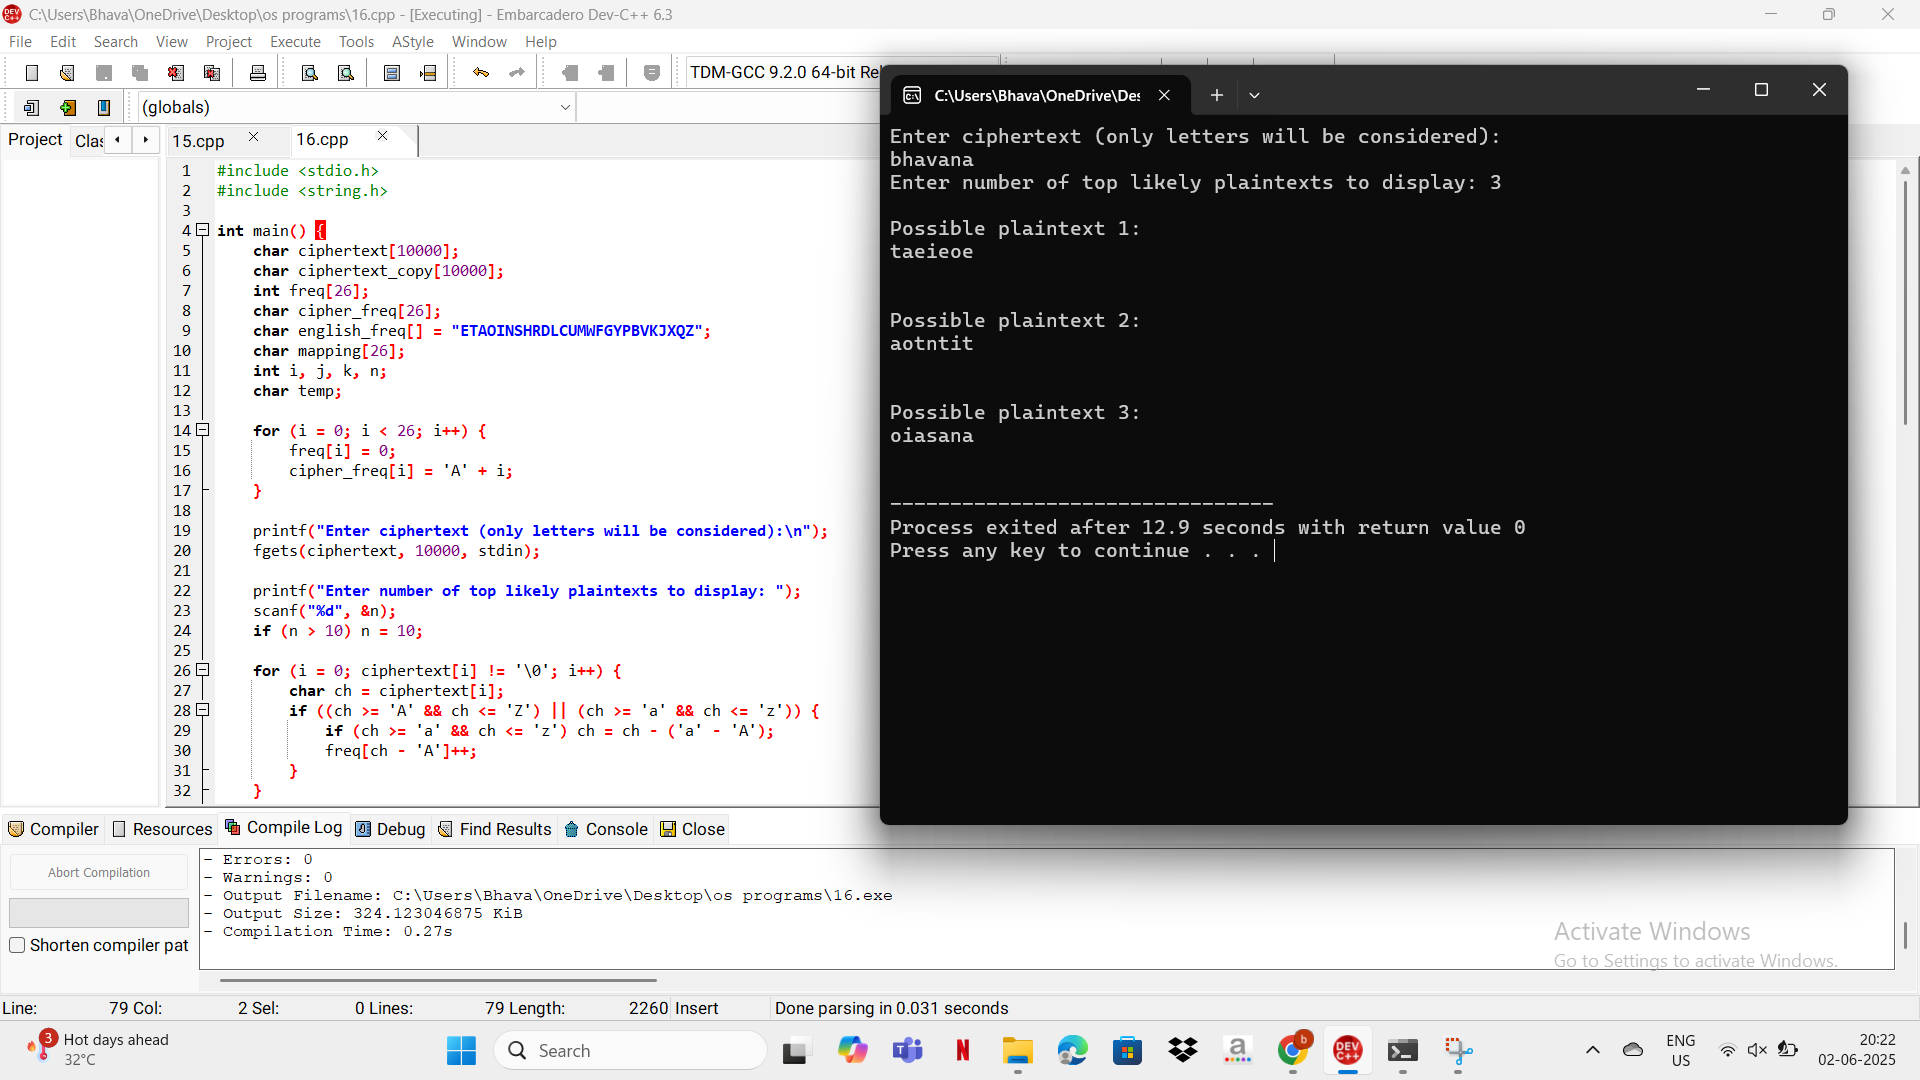 C:\Users\Bhava\OneDrive\Desktop\os programs\16.cpp - [Executing] - Embarcadero Dev-C++ 6.3
File Edit Search View Project Execute Tools AStyle Window Help
TDM-GCC 9.2.0 64-bit Rel
(globals)
Project Clas 15.cpp 16.cpp
1 #include <stdio.h>
2 #include <string.h>
3
4 int main() {
5 char ciphertext[10000];
6 char ciphertext_copy[10000];
7 int freq[26];
8 char cipher_freq[26];
9 char english_freq[] = "ETAOINSHRDLCUMWFGYPBVKJXQZ";
10 char mapping[26];
11 int i, j, k, n;
12 char temp;
13
14 for (i = 0; i < 26; i++) {
15 freq[i] = 0;
16 cipher_freq[i] = 'A' + i;
17 }
18
19 printf("Enter ciphertext (only letters will be considered):\n");
20 fgets(ciphertext, 10000, stdin);
21
22 printf("Enter number of top likely plaintexts to display: ");
23 scanf("%d", &n);
24 if (n > 10) n = 10;
25
26 for (i = 0; ciphertext[i] != '\0'; i++) {
27 char ch = ciphertext[i];
28 if ((ch >= 'A' && ch <= 'Z') || (ch >= 'a' && ch <= 'z')) {
29 if (ch >= 'a' && ch <= 'z') ch = ch - ('a' - 'A');
30 freq[ch - 'A']++;
31 }
32 }
C:\Users\Bhava\OneDrive\Des
Enter ciphertext (only letters will be considered):
bhavana
Enter number of top likely plaintexts to display: 3
Possible plaintext 1:
taeieoe
Possible plaintext 2:
aotntit
Possible plaintext 3:
oiasana
--------------------------------
Process exited after 12.9 seconds with return value 0
Press any key to continue . . .
Compiler Resources Compile Log Debug Find Results Console Close
Abort Compilation
Shorten compiler pat
- Errors: 0
- Warnings: 0
- Output Filename: C:\Users\Bhava\OneDrive\Desktop\os programs\16.exe
- Output Size: 324.123046875 KiB
- Compilation Time: 0.27s
Activate Windows
Go to Settings to activate Windows.
Line: 79 Col: 2 Sel: 0 Lines: 79 Length: 2260 Insert Done parsing in 0.031 seconds
3 Hot days ahead
32°C
Search
ENG
US
20:22
02-06-2025